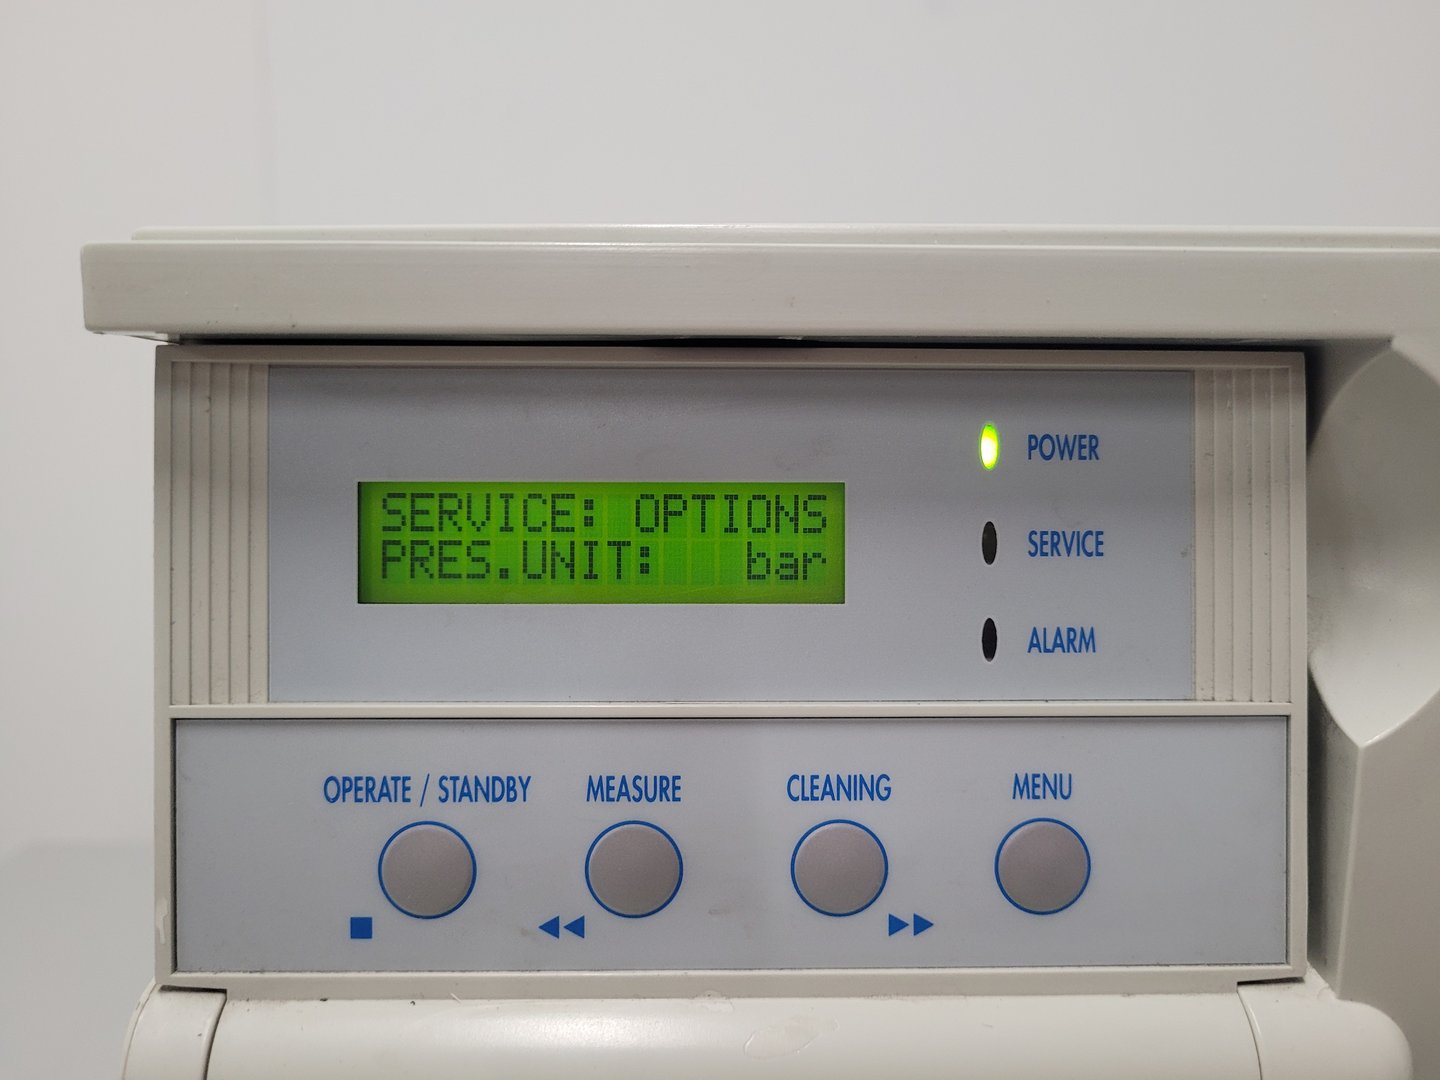 SERVICE: OPTIONS
PRES.UNIT: bar
POWER
SERVICE
ALARM
OPERATE / STANDBY
MEASURE
CLEANING
MENU